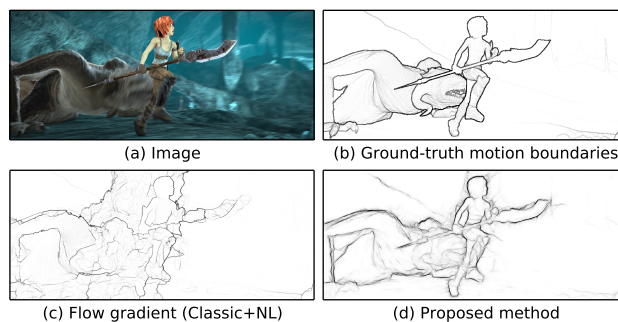 (a) Image
(b) Ground-truth motion boundaries
(c) Flow gradient (Classic+NL)
(d) Proposed method